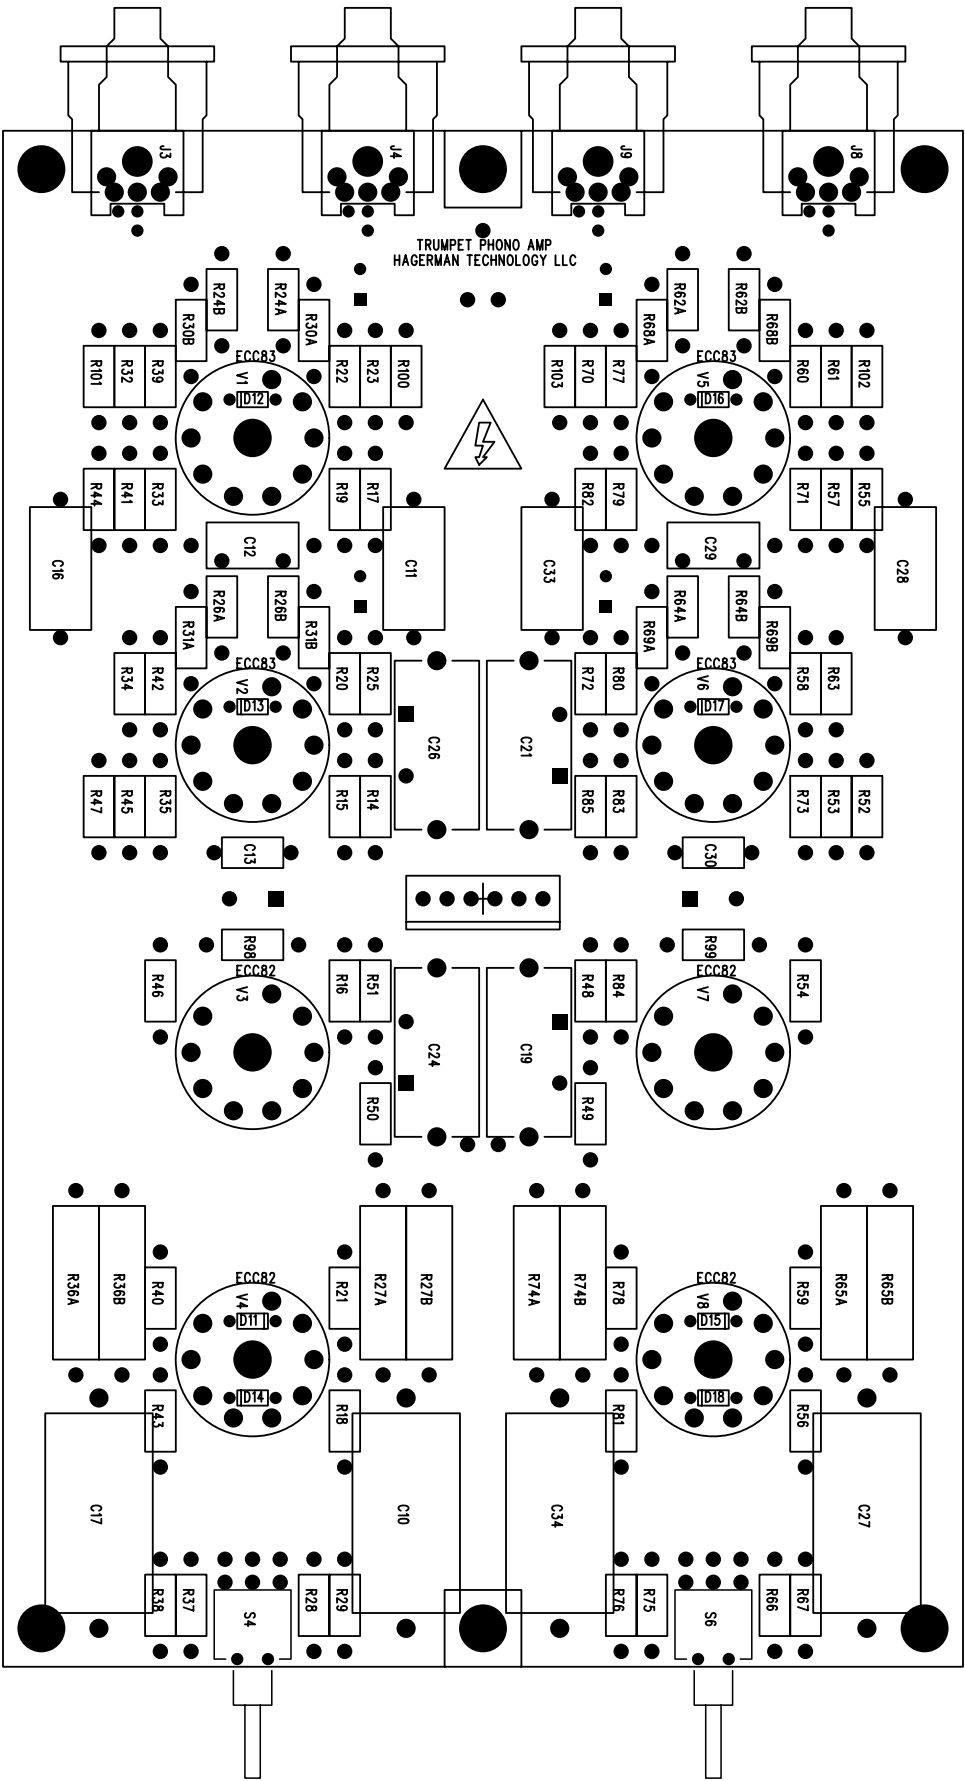 J3
J4
J9
J8
TRUMPET PHONO AMP
HAGERMAN TECHNOLOGY LLC
R24B
R24A
R62A
R62B
R30B
R30A
R68A
R68B
R101
R32
R39
ECC83
V1
D12
R22
R23
R100
R103
R70
R77
ECC83
V5
D16
R60
R61
R102
R44
R41
R33
R19
R17
R82
R79
R71
R57
R55
C16
C12
C11
C33
C29
C28
R26A
R26B
R64A
R64B
R31A
R31B
R69A
R69B
R34
R42
ECC83
V2
D13
R20
R25
R72
R80
ECC83
V6
D17
R58
R63
C26
C21
R47
R45
R35
R15
R14
R85
R83
R73
R53
R52
C13
C30
R98
R99
R46
ECC82
V3
R16
R51
R48
R84
ECC82
V7
R54
C24
C19
R50
R49
R36A
R36B
R40
ECC82
V4
D11
R21
R27A
R27B
R74A
R74B
R78
ECC82
V8
D15
R59
R65A
R65B
R43
D14
R18
R81
D18
R56
C17
C10
C34
C27
R38
R37
S4
R28
R29
R76
R75
S6
R66
R67